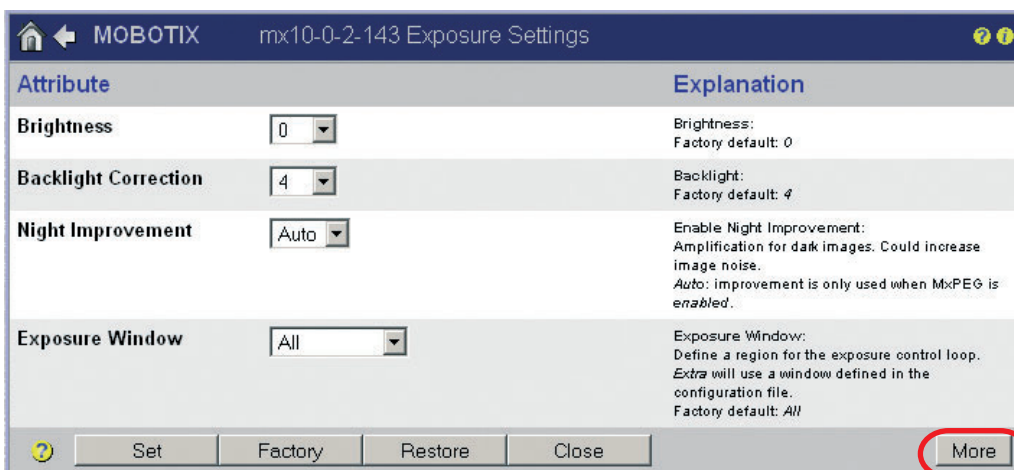 MOBOTIX mx10-0-2-143 Exposure Settings ? i
Attribute Explanation
Brightness 0 Brightness:
Factory default: 0
Backlight Correction 4 Backlight:
Factory default: 4
Night Improvement Auto Enable Night Improvement:
Amplification for dark images. Could increase
image noise.
Auto: improvement is only used when MxPEG is
enabled.
Exposure Window All Exposure Window:
Define a region for the exposure control loop.
Extra will use a window defined in the
configuration file.
Factory default: All
? Set Factory Restore Close More